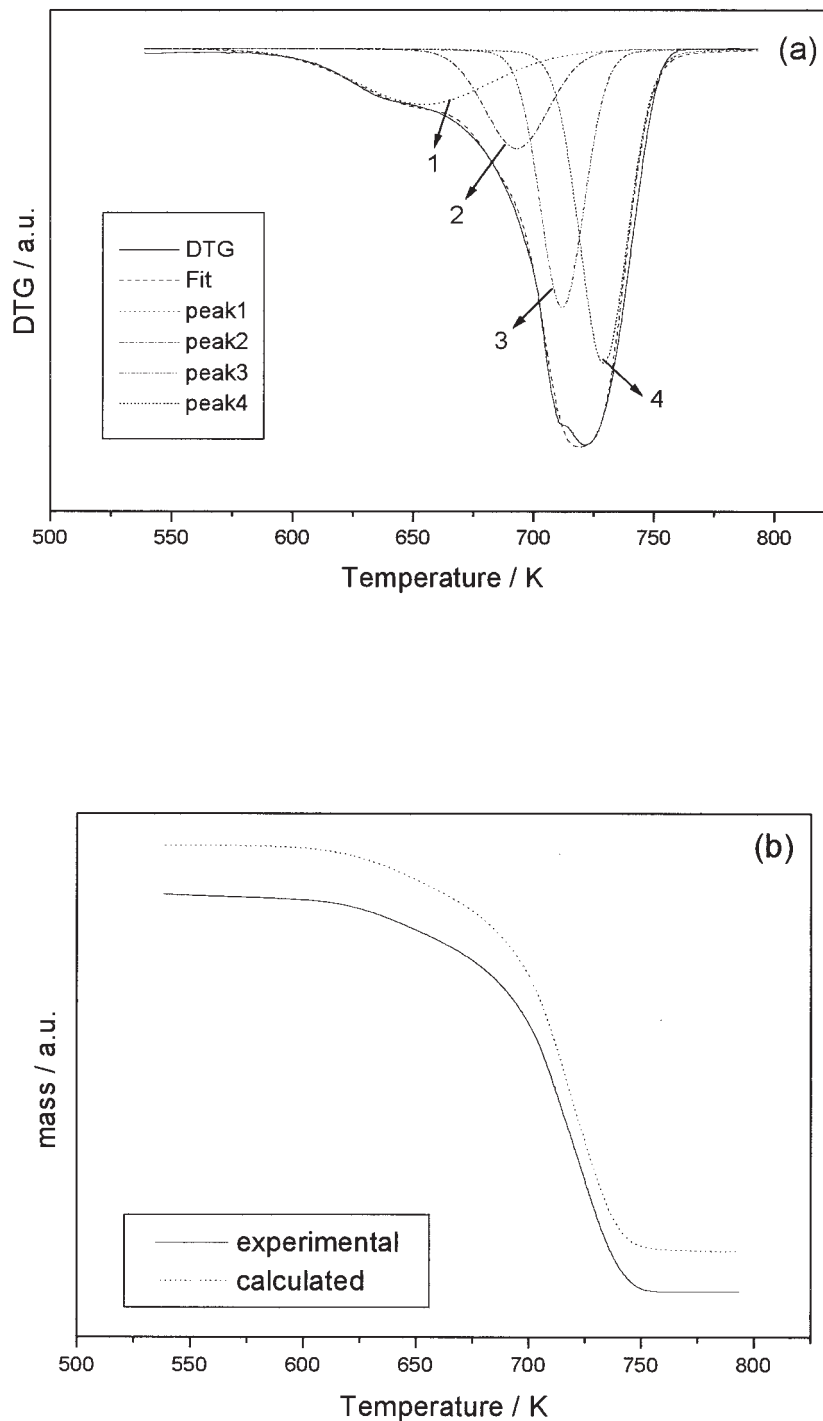 (a)
1
2
3
4
DTG / a.u.
DTG
Fit
peak1
peak2
peak3
peak4
500 550 600 650 700 750 800
Temperature / K
(b)
mass / a.u.
experimental
calculated
500 550 600 650 700 750 800
Temperature / K